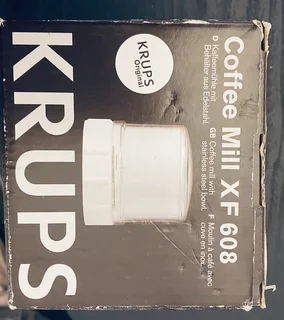 Coffee Mill XF 608
D Kaffeemühle mit
Behälter aus Edelstahl.
GB Coffee mill with
stainless steel bowl.
F Moulin à café avec
cuve en inox.
KRUPS
Original
KRUPS